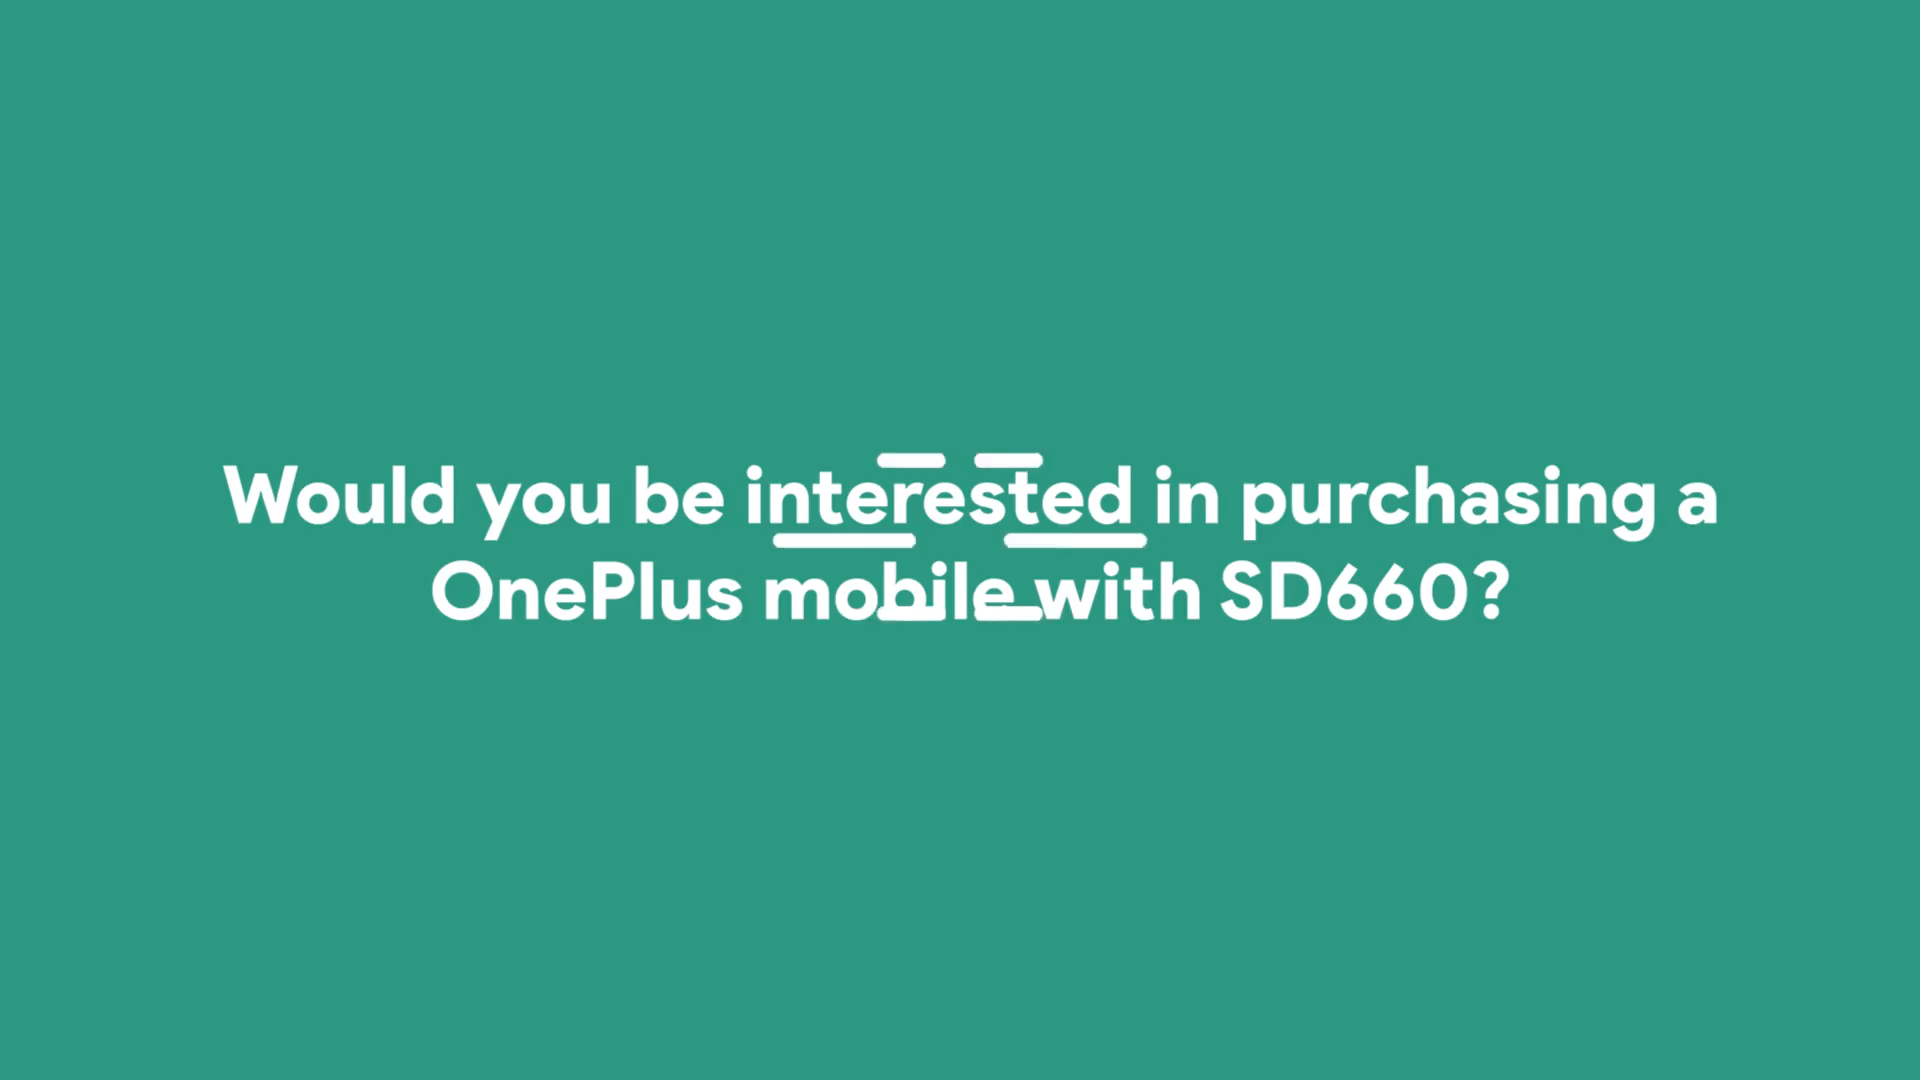 Would you be interested in purchasing a
OnePlus mobile with SD660?